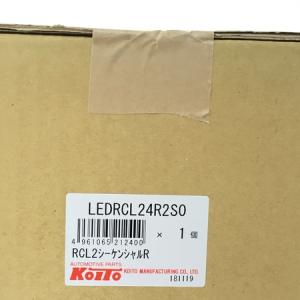 LEDRCL24R2SO
4 961065 212400 × 1 個
RCL2シーケンシャルR
AUTOMOTIVE PARTS
KOITO KOITO MANUFACTURING CO., LTD.
181119